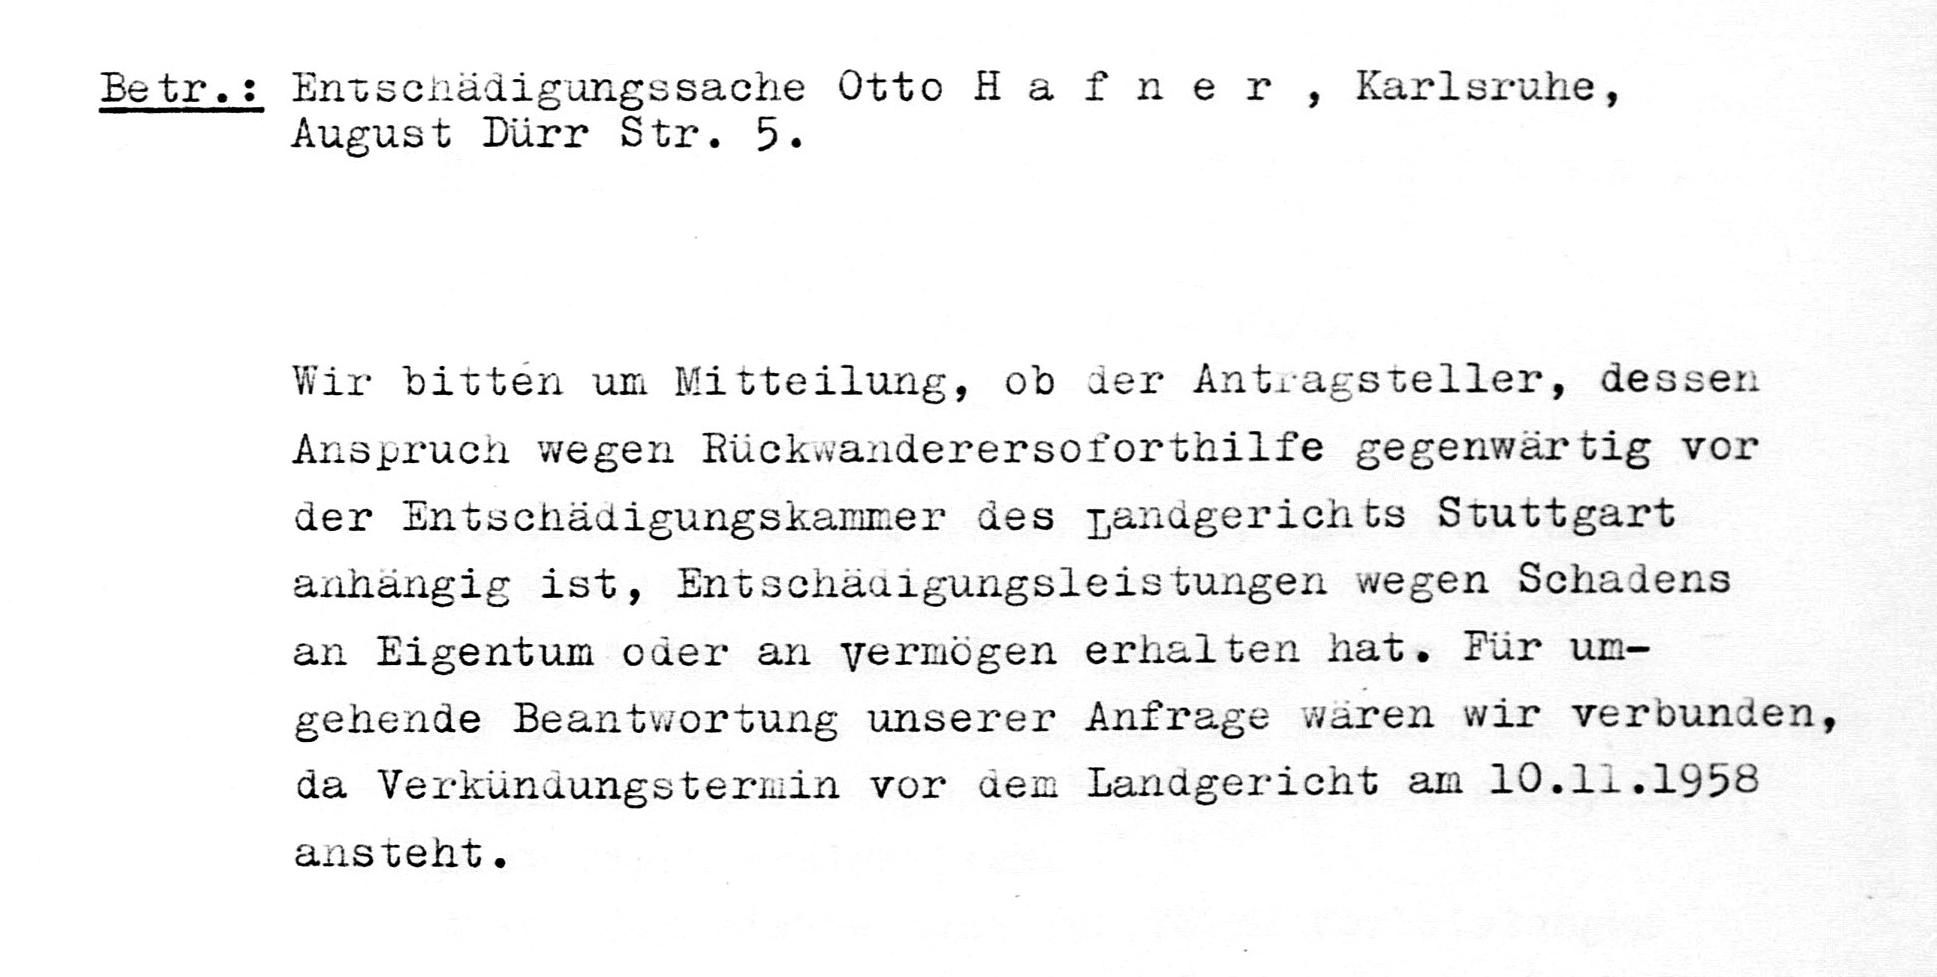 Betr.: Entschädigungssache Otto H a f n e r , Karlsruhe,
August Dürr Str. 5.
Wir bitten um Mitteilung, ob der Antragsteller, dessen
Anspruch wegen Rückwanderersoforthilfe gegenwärtig vor
der Entschädigungskammer des Landgerichts Stuttgart
anhängig ist, Entschädigungsleistungen wegen Schadens
an Eigentum oder an Vermögen erhalten hat. Für um-
gehende Beantwortung unserer Anfrage wären wir verbunden,
da Verkündungstermin vor dem Landgericht am 10.11.1958
ansteht.